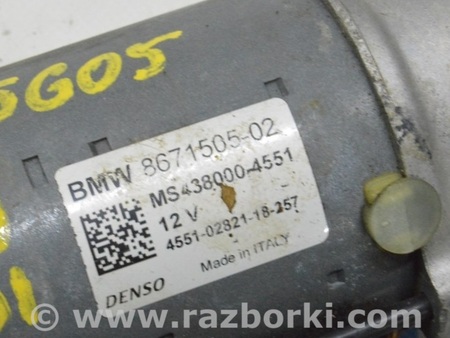 5G05
BMW 8671505-02
MS438000-4551
12 V
4551-02821-18-257
DENSO Made in ITALY
© www.razborki.com